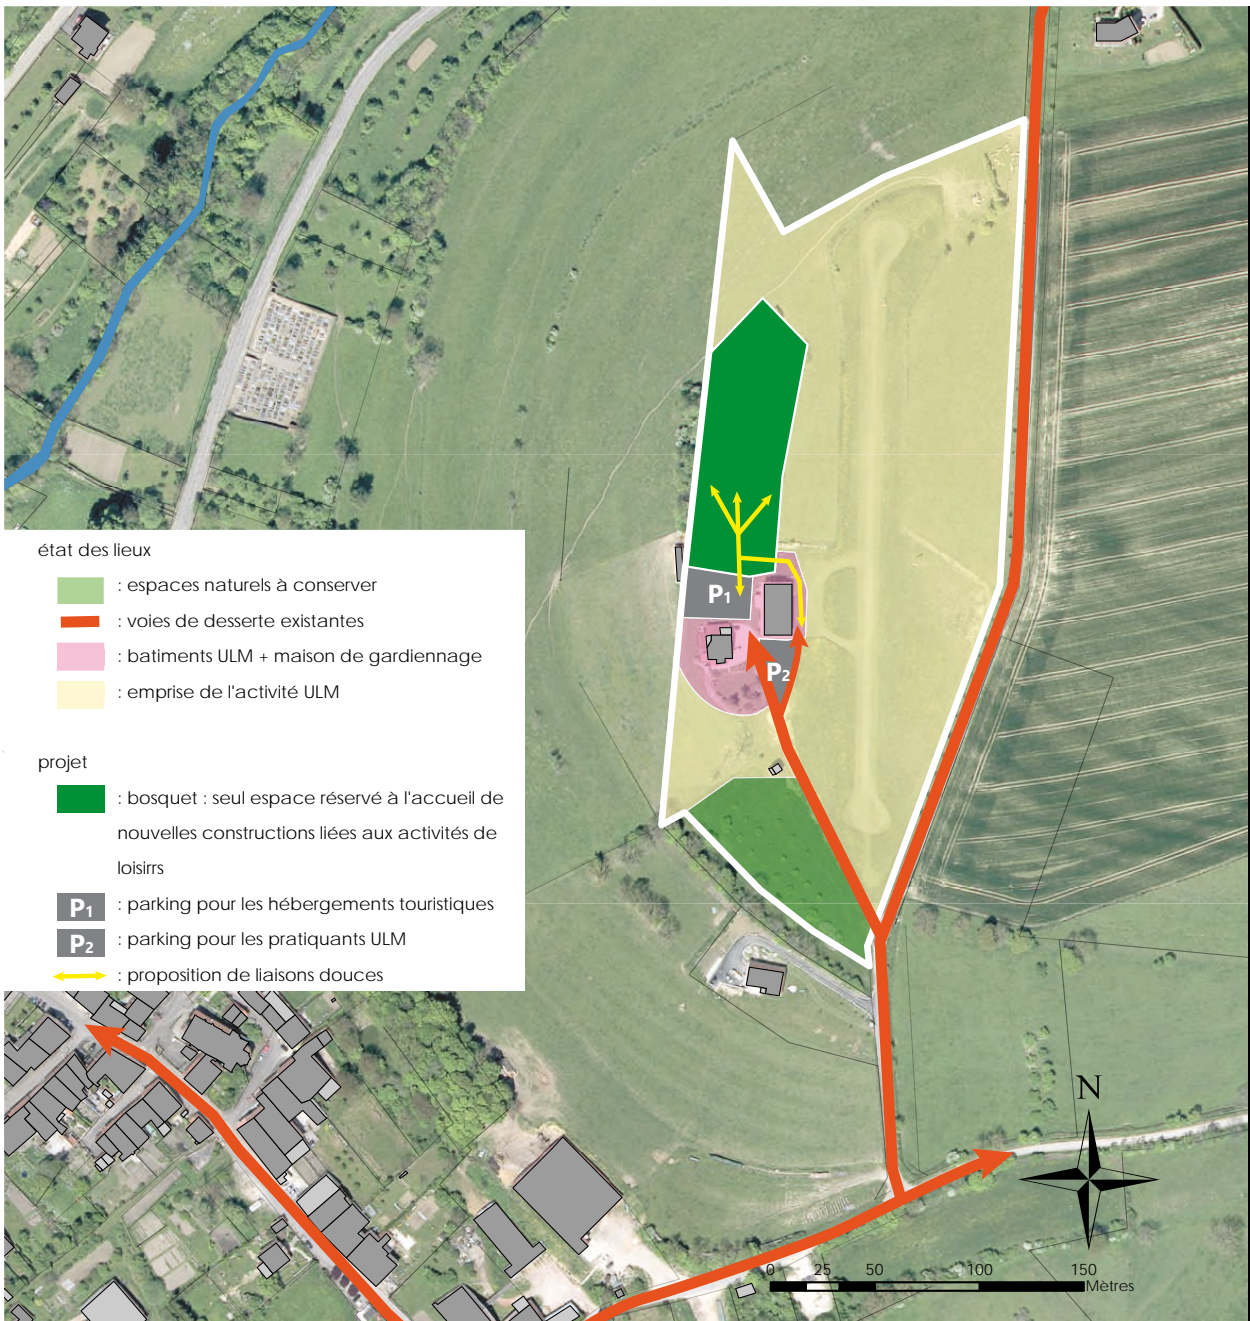 état des lieux
: espaces naturels à conserver
: voies de desserte existantes
: batiments ULM + maison de gardiennage
: emprise de l'activité ULM
projet
: bosquet : seul espace réservé à l'accueil de
nouvelles constructions liées aux activités de
loisirrs
P1 : parking pour les hébergements touristiques
P2 : parking pour les pratiquants ULM
: proposition de liaisons douces
P1
P2
N
0 25 50 100 150
Mètres